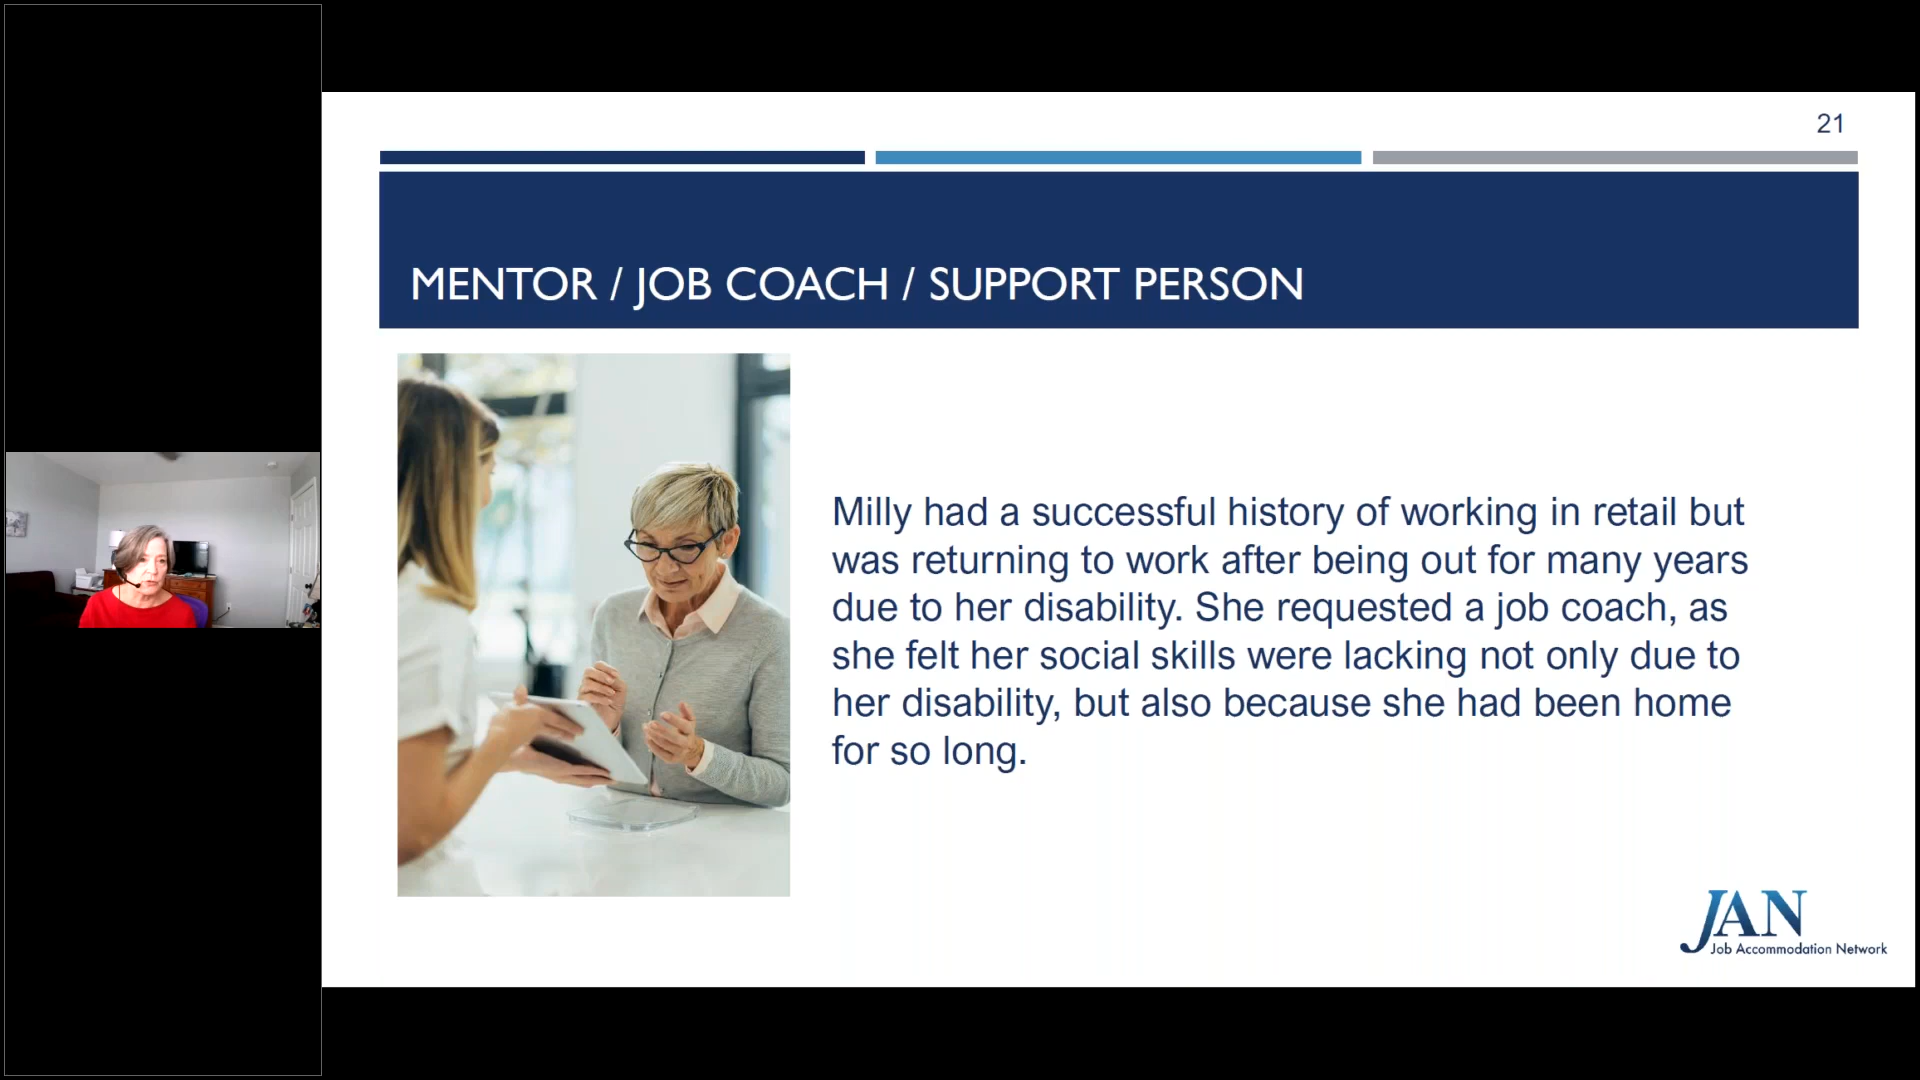 21
MENTOR / JOB COACH / SUPPORT PERSON
Milly had a successful history of working in retail but
was returning to work after being out for many years
due to her disability. She requested a job coach, as
she felt her social skills were lacking not only due to
her disability, but also because she had been home
for so long.
JAN
Job Accommodation Network